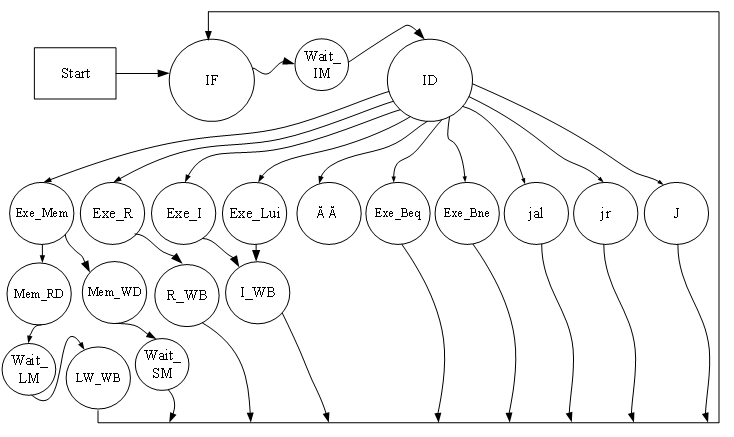 Start
IF
Wait_
IM
ID
Exe_Mem
Exe_R
Exe_I
Exe_Lui
Ä Ä
Exe_Beq
Exe_Bne
jal
jr
J
Mem_RD
Mem_WD
R_WB
I_WB
Wait_
LM
LW_WB
Wait_
SM